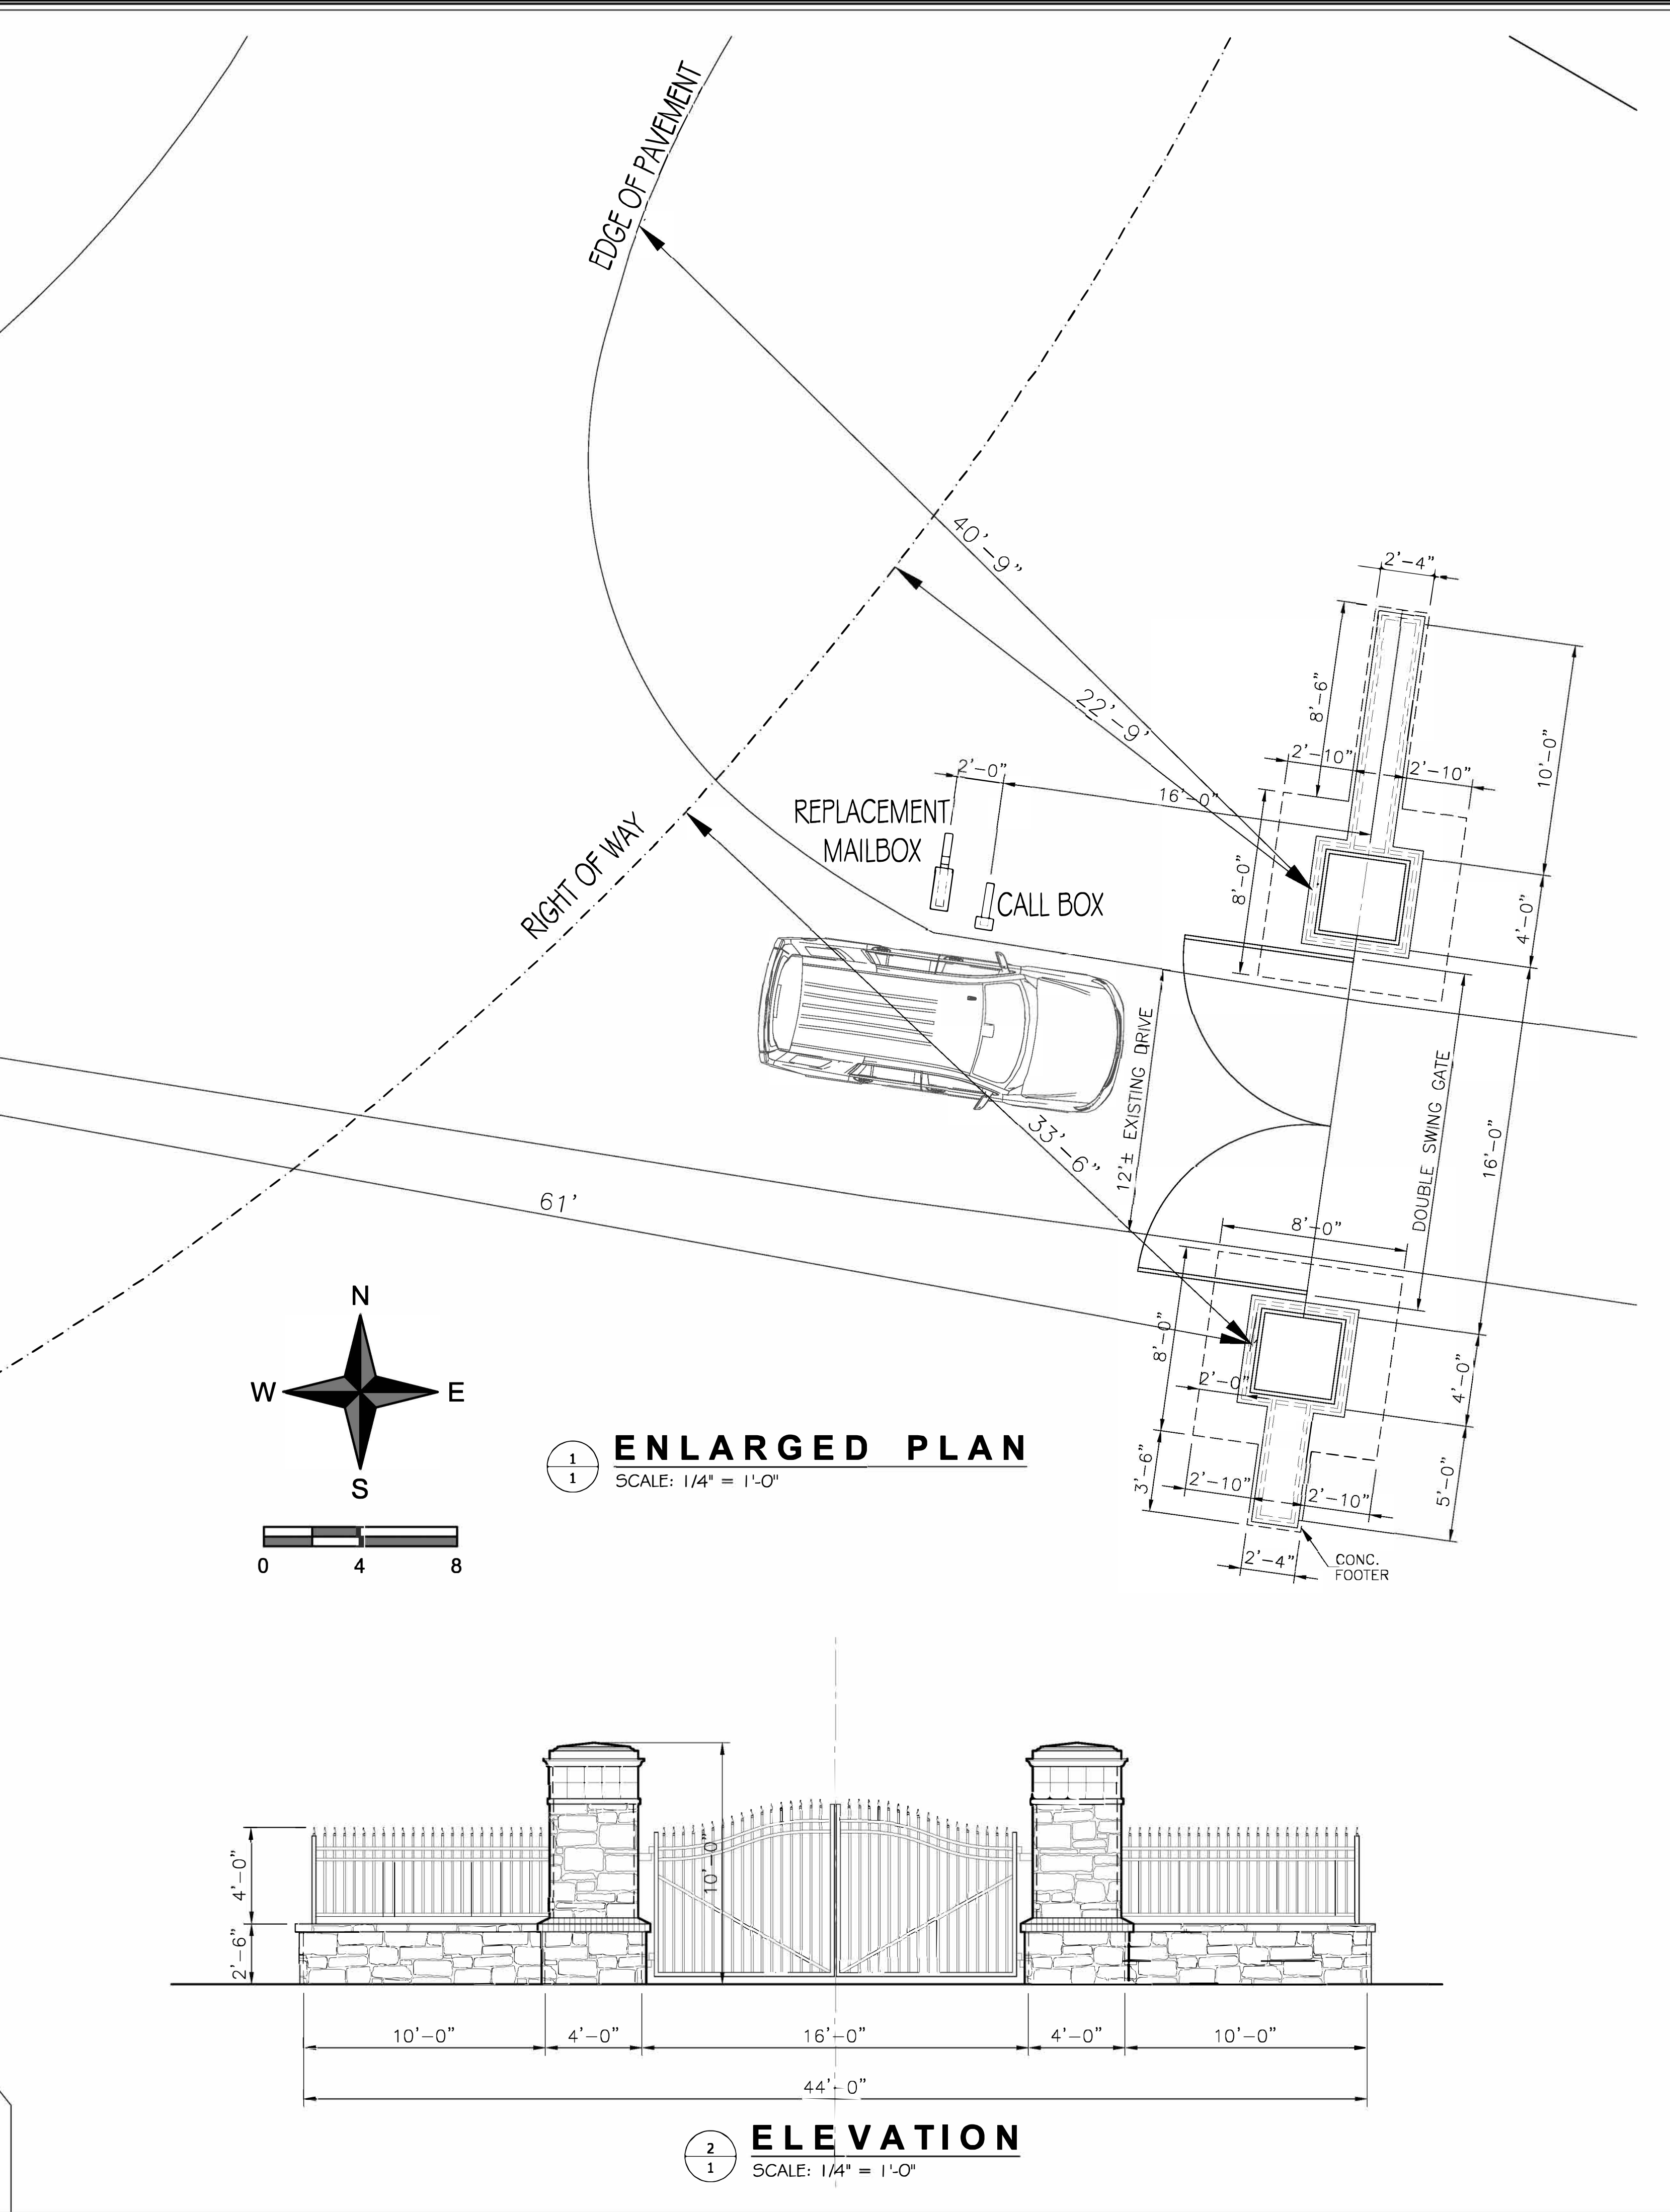 EDGE OF PAVEMENT
40'-9"
2'-4"
22'-9'
8'-6"
2'-10"
2'-10"
10'-0"
2'-0"
16'-0"
REPLACEMENT
MAILBOX
CALL BOX
8'-0"
4'-0"
RIGHT OF WAY
12'± EXISTING DRIVE
33'-6"
DOUBLE SWING GATE
16'-0"
61'
8'-0"
8'-0"
2'-0"
4'-0"
3'-6"
2'-10"
2'-10"
5'-0"
2'-4"
CONC.
FOOTER
N
W E
S
0 4 8
1
1
ENLARGED PLAN
SCALE: 1/4" = 1'-0"
4'-0"
2'-6"
10'-0"
10'-0" 4'-0" 16'-0" 4'-0" 10'-0"
44'-0"
2
1
ELEVATION
SCALE: 1/4" = 1'-0"